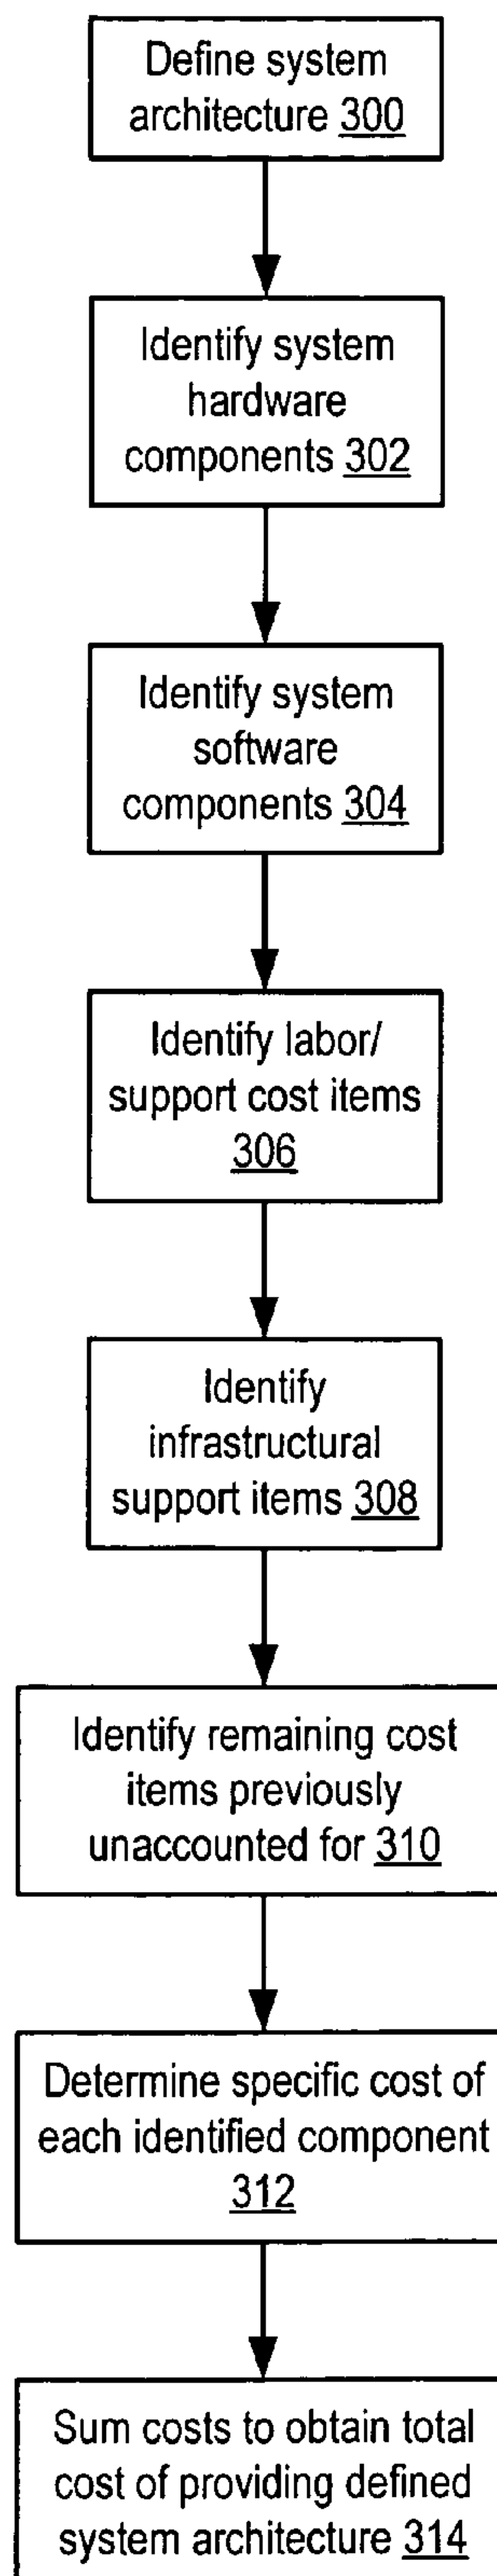 Define system
architecture 300
Identify system
hardware
components 302
Identify system
software
components 304
Identify labor/
support cost items
306
Identify
infrastructural
support items 308
Identify remaining cost
items previously
unaccounted for 310
Determine specific cost of
each identified component
312
Sum costs to obtain total
cost of providing defined
system architecture 314